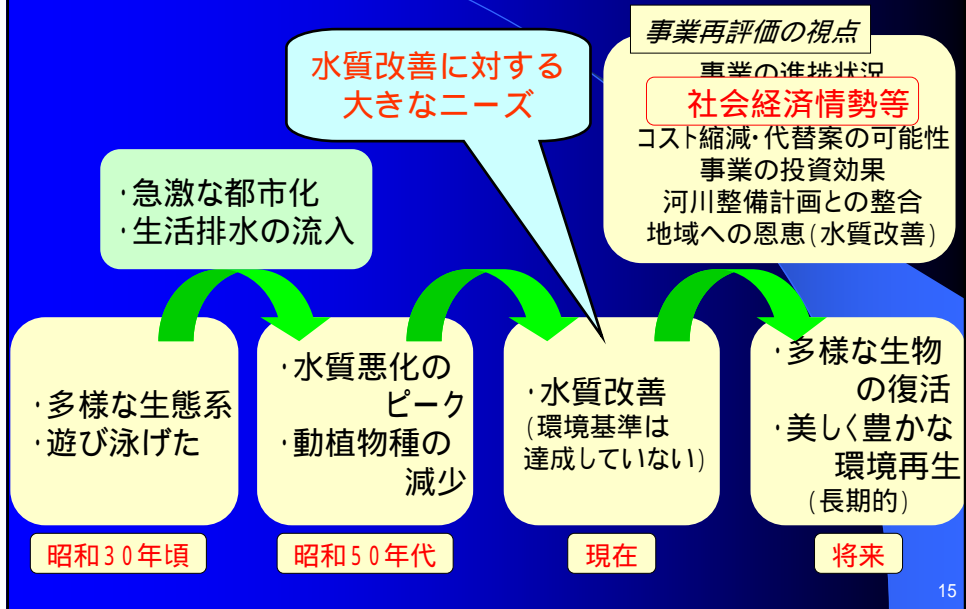 事業再評価の視点
事業の進捗状況
社会経済情勢等
コスト縮減・代替案の可能性
事業の投資効果
河川整備計画との整合
地域への恩恵(水質改善)
水質改善に対する
大きなニーズ
・急激な都市化
・生活排水の流入
・多様な生態系
・遊び泳げた
昭和30年頃
・水質悪化の
ピーク
・動植物種の
減少
昭和50年代
・水質改善
(環境基準は
達成していない)
現在
・多様な生物
の復活
・美しく豊かな
環境再生
(長期的)
将来
15